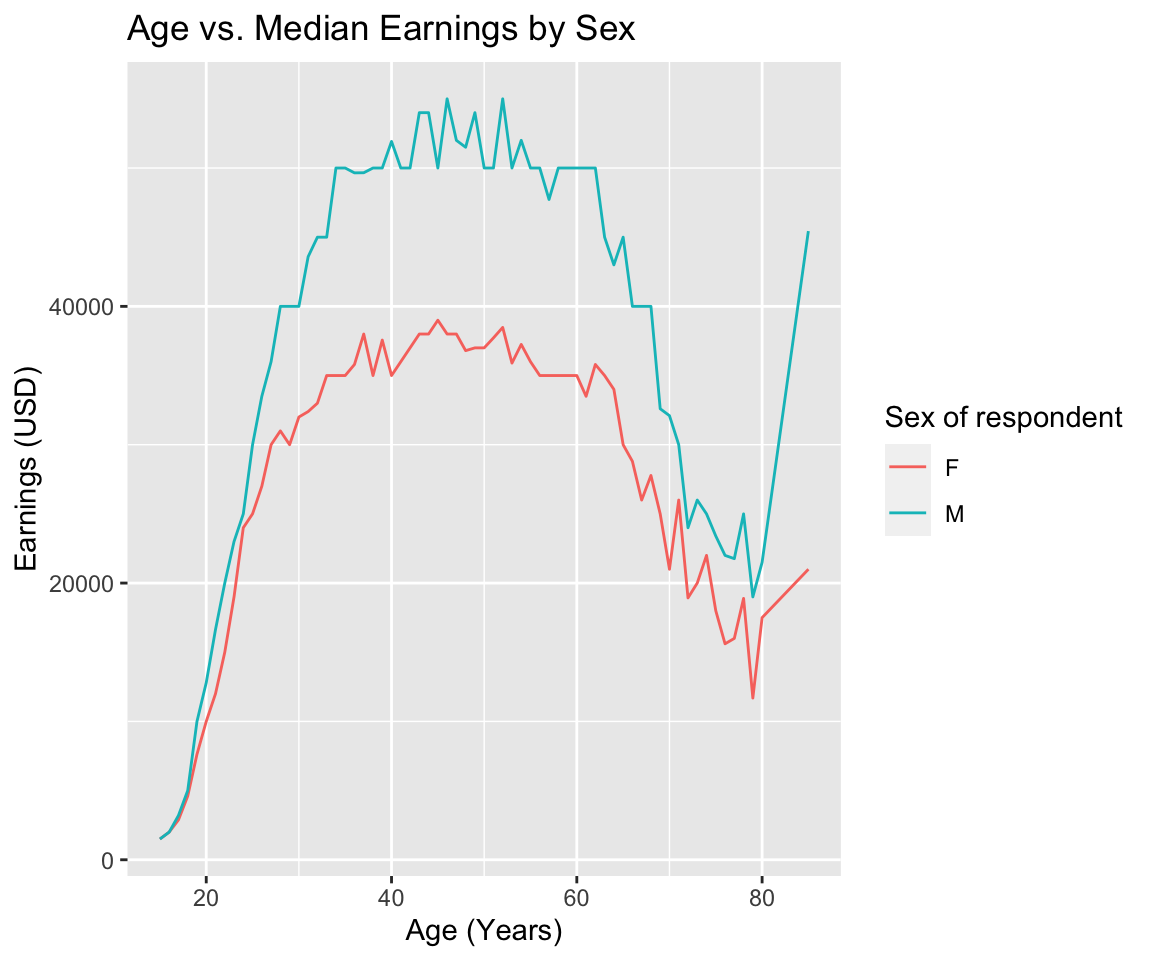 Age vs. Median Earnings by Sex
Earnings (USD)
40000
20000
0
20 40 60 80
Age (Years)
Sex of respondent
F
M